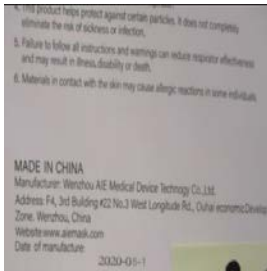 4. This product helps protect against certain particles. It does not completely
eliminate the risk of sickness or infection.
5. Failure to follow all instructions and warnings can reduce respirator effectiveness
and may result in illness, disability or death.
6. Materials in contact with the skin may cause allergic reactions in some individuals.
MADE IN CHINA
Manufacturer: Wenzhou AIE Medical Device Technogy Co.,Ltd.
Address: F4, 3rd Building #22 No.3 West Longitude Rd., Ouhai economicDevelop
Zone. Wenzhou, China
Website:www.aiemask.com
Date of manufacture:
2020-05-1